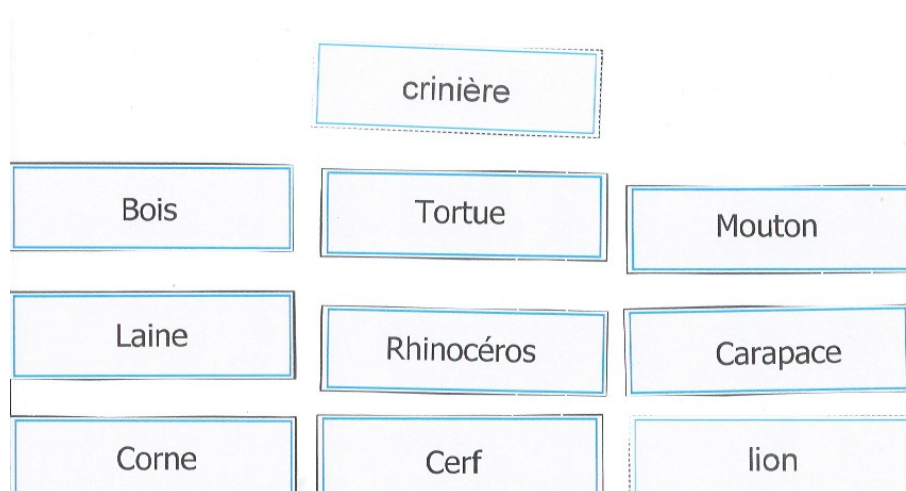 crinière
Bois
Tortue
Mouton
Laine
Rhinocéros
Carapace
Corne
Cerf
lion